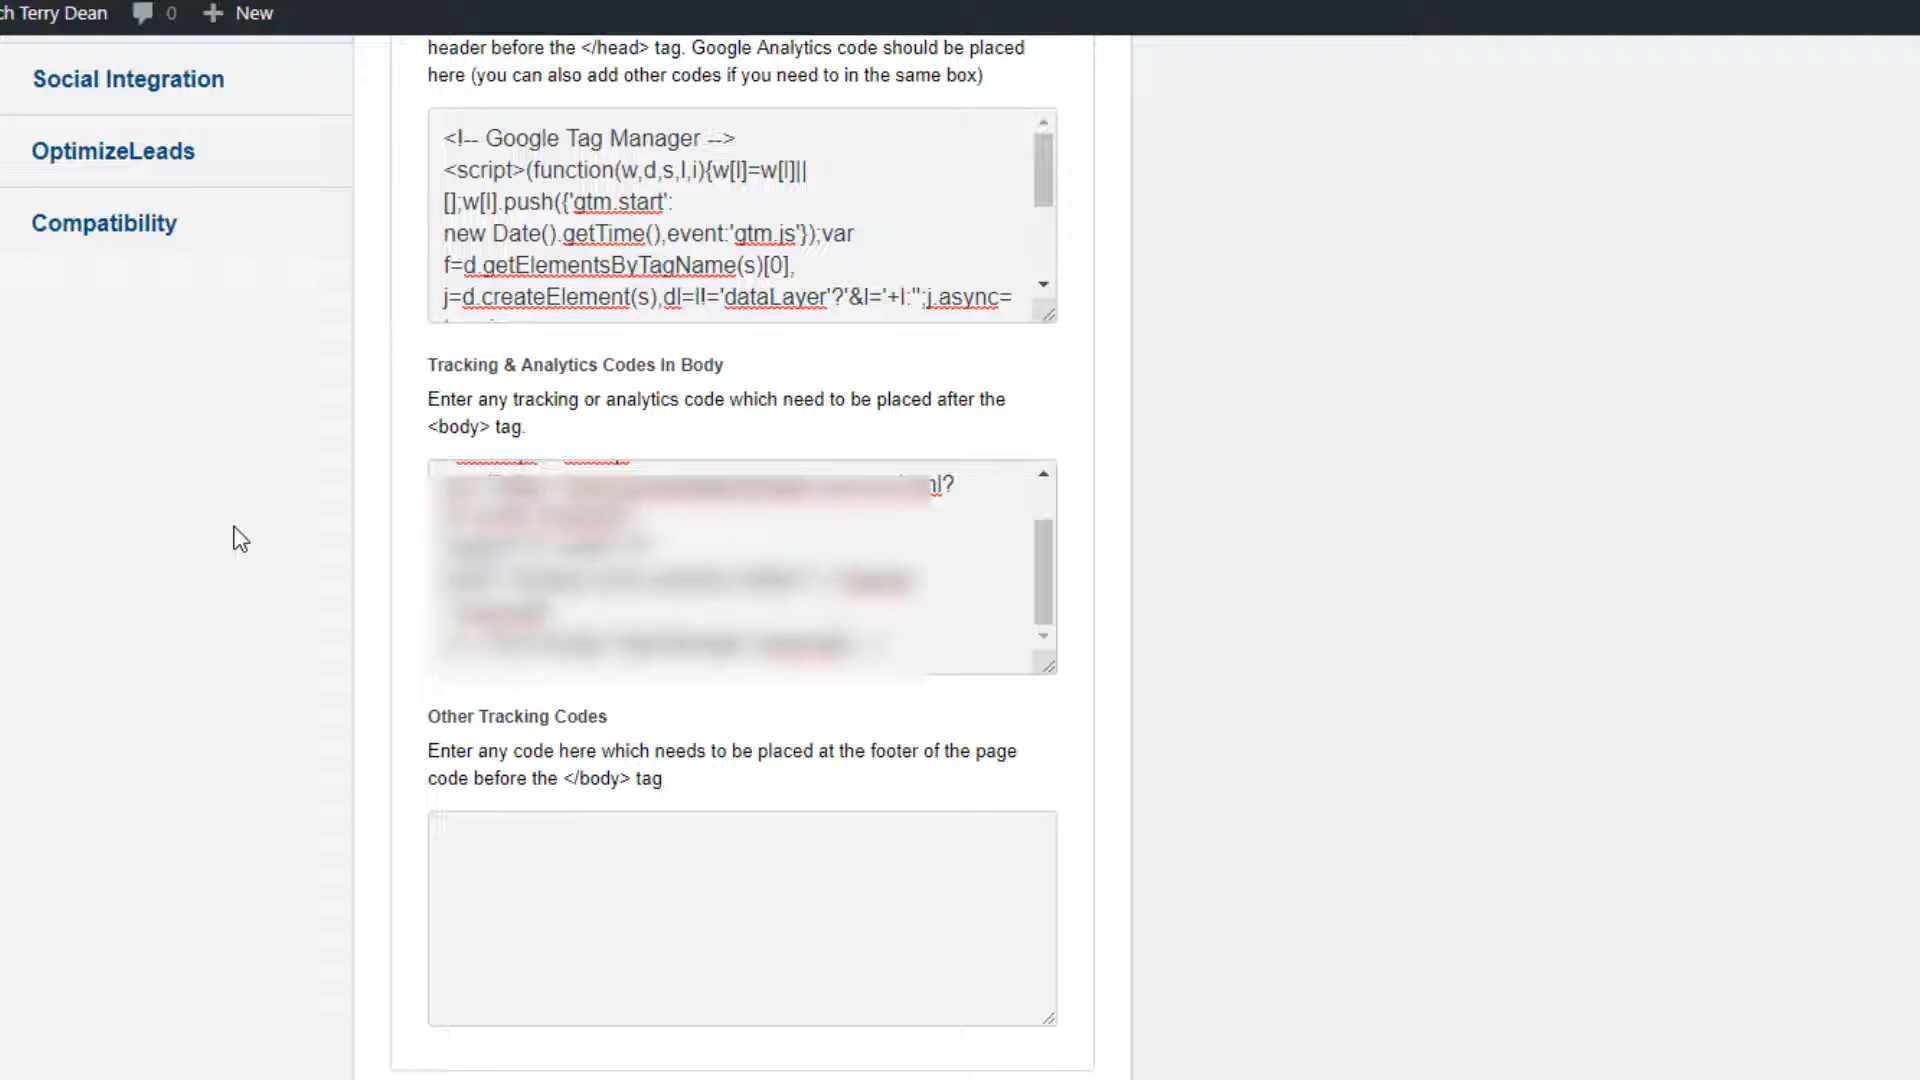 ch Terry Dean 0 New
Social Integration
OptimizeLeads
Compatibility
header before the </head> tag. Google Analytics code should be placed
here (you can also add other codes if you need to in the same box)
<!-- Google Tag Manager -->
<script>(function(w,d,s,l,i){w[l]=w[l]||
[];w[l].push({'gtm.start':
new Date().getTime(),event:'gtm.js'});var
f=d.getElementsByTagName(s)[0],
j=d.createElement(s),dl=l!='dataLayer'?'&l='+l:'';j.async=
Tracking & Analytics Codes In Body
Enter any tracking or analytics code which need to be placed after the
<body> tag.
Other Tracking Codes
Enter any code here which needs to be placed at the footer of the page
code before the </body> tag